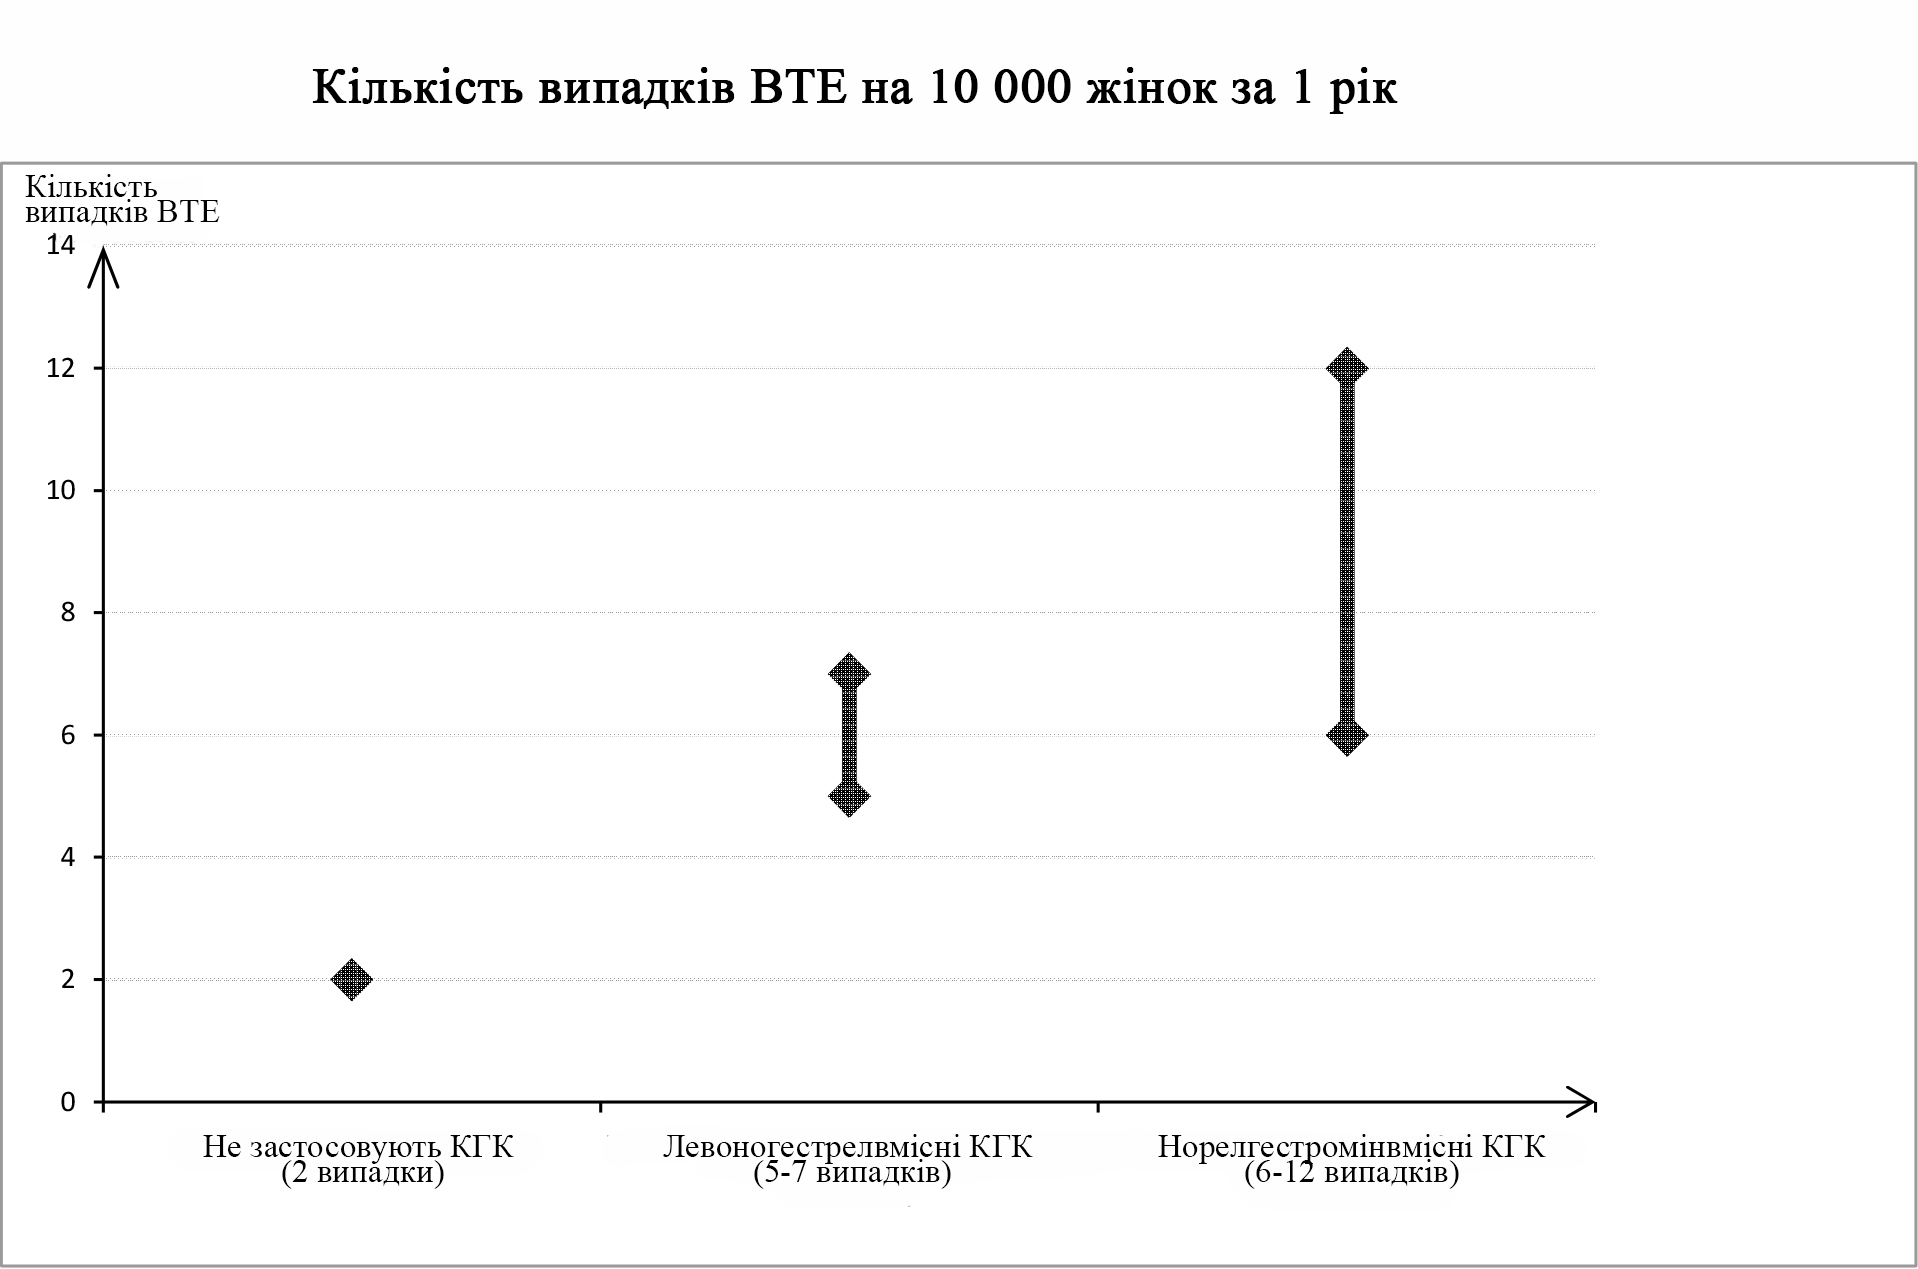 Кількість випадків ВТЕ на 10 000 жінок за 1 рік
Кількість
випадків ВТЕ
14
12
10
8
6
4
2
0
Не застосовують КГК
(2 випадки)
Левоногестрелвмісні КГК
(5-7 випадків)
Норелгестромінвмісні КГК
(6-12 випадків)